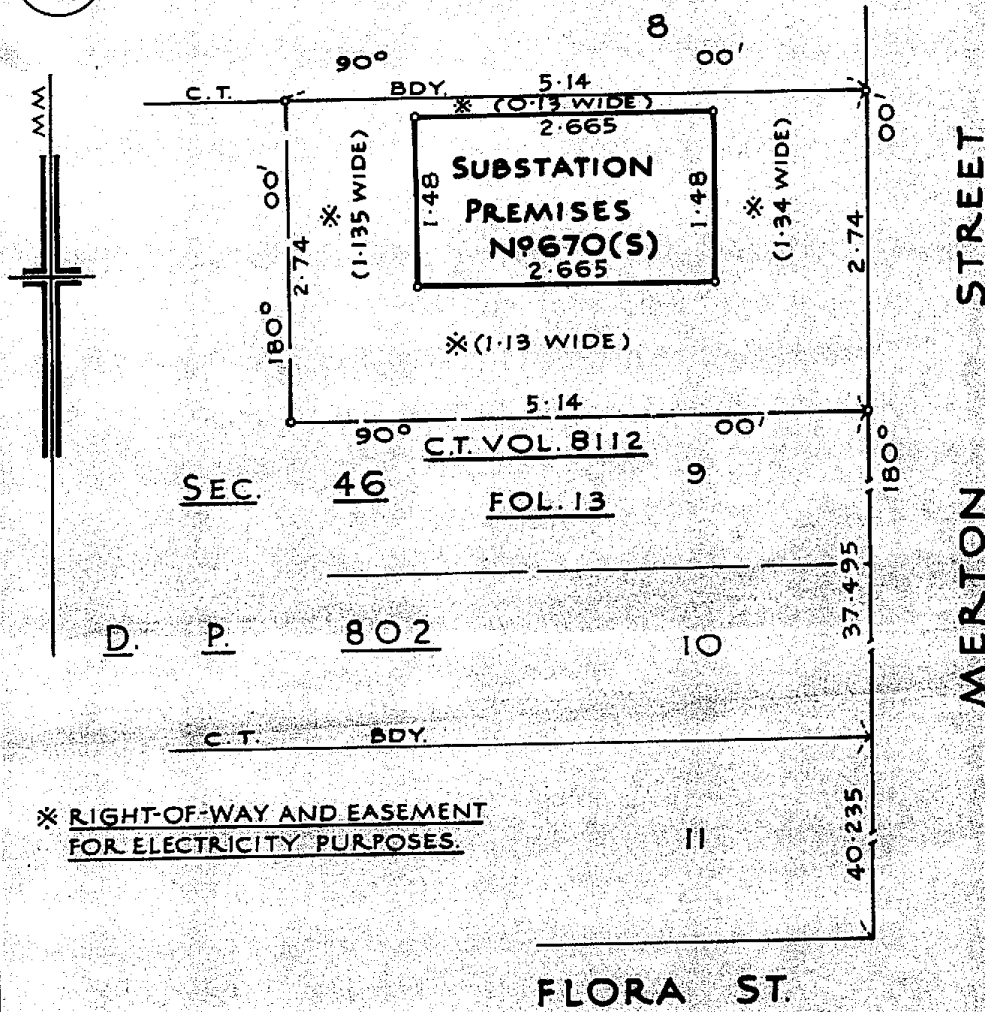 8
90° 00'
C.T. BDY. 5.14
※ (0.13 WIDE)
2.665
00'
00'
※ (1.135 WIDE)
1.48
SUBSTATION
PREMISES
Nº670(S)
2.665
1.48
※ (1.34 WIDE)
2.74
2.74
180°
※ (1.13 WIDE)
5.14
90° 00'
180°
C.T. VOL. 8112
FOL. 13
9
SEC. 46
MERTON STREET
37.495
D. P. 802
10
C.T. BDY.
※ RIGHT-OF-WAY AND EASEMENT
FOR ELECTRICITY PURPOSES.
11
40.235
FLORA ST.